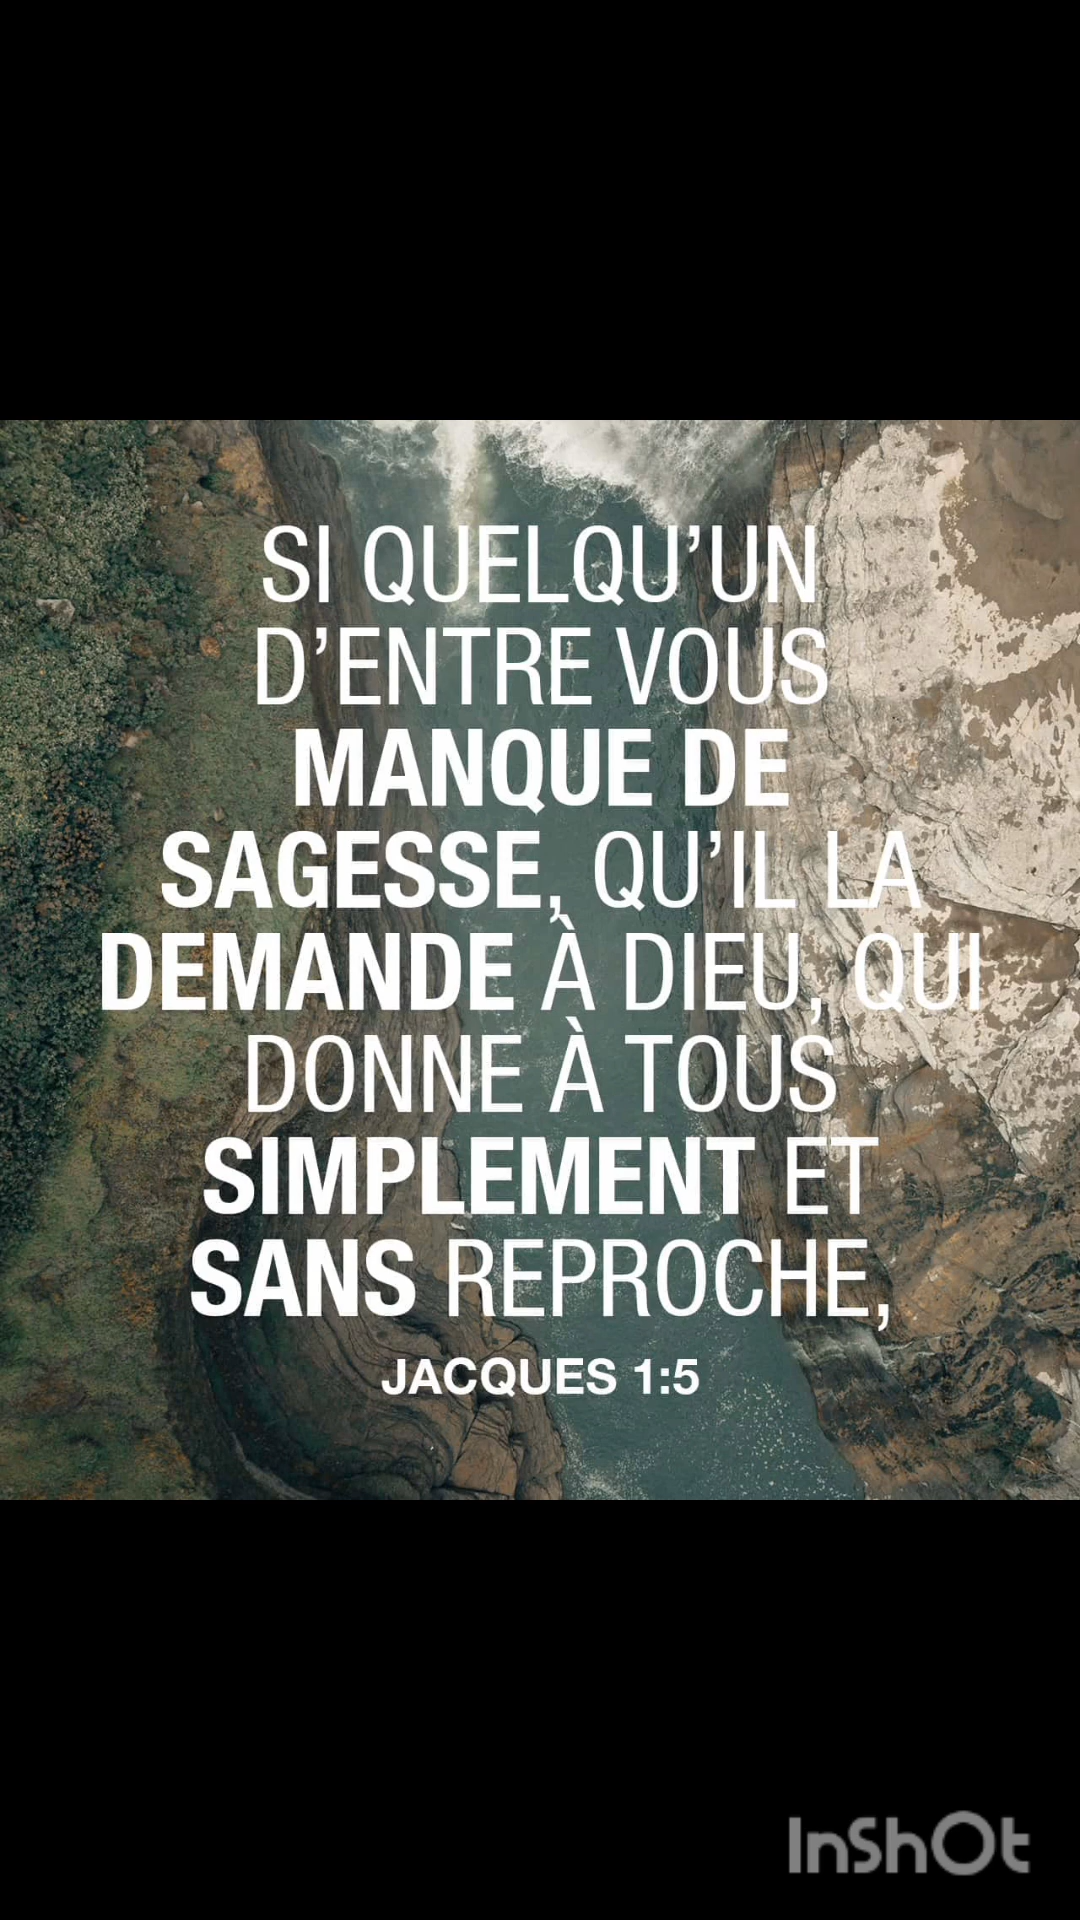 SI QUELQU’UN
D’ENTRE VOUS
MANQUE DE
SAGESSE, QU’IL LA
DEMANDE À DIEU, QUI
DONNE À TOUS
SIMPLEMENT ET
SANS REPROCHE,
JACQUES 1:5
InShOt